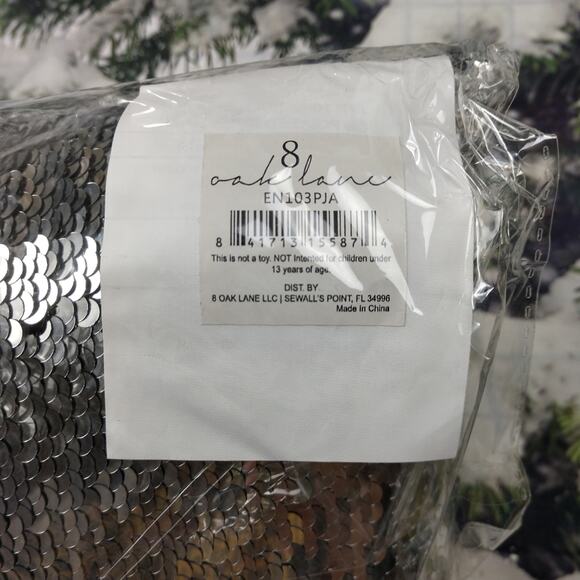 8
oak lane
EN103PJA
8 41713 15587 4
This is not a toy. NOT Intented for children under
13 years of age.
DIST. BY
8 OAK LANE LLC | SEWALL'S POINT, FL 34996
Made In China